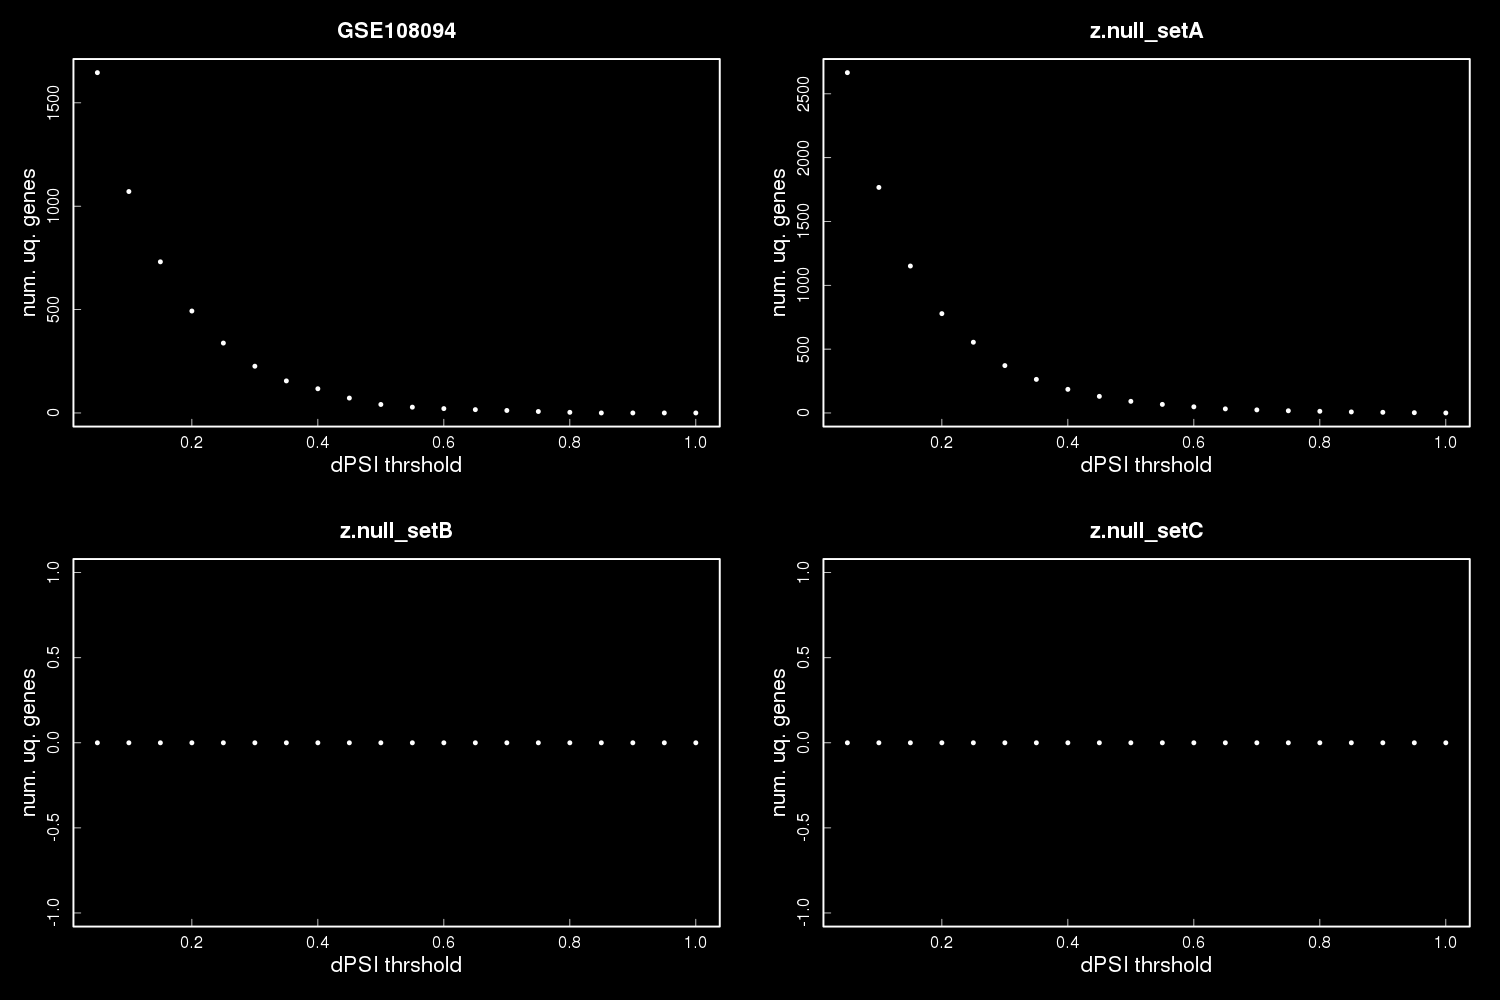 GSE108094
num. uq. genes
1500
1000
500
0
0.2 0.4 0.6 0.8 1.0
dPSI thrshold
z.null_setA
num. uq. genes
2500
2000
1500
1000
500
0
0.2 0.4 0.6 0.8 1.0
dPSI thrshold
z.null_setB
num. uq. genes
1.0
0.5
0.0
-0.5
-1.0
0.2 0.4 0.6 0.8 1.0
dPSI thrshold
z.null_setC
num. uq. genes
1.0
0.5
0.0
-0.5
-1.0
0.2 0.4 0.6 0.8 1.0
dPSI thrshold